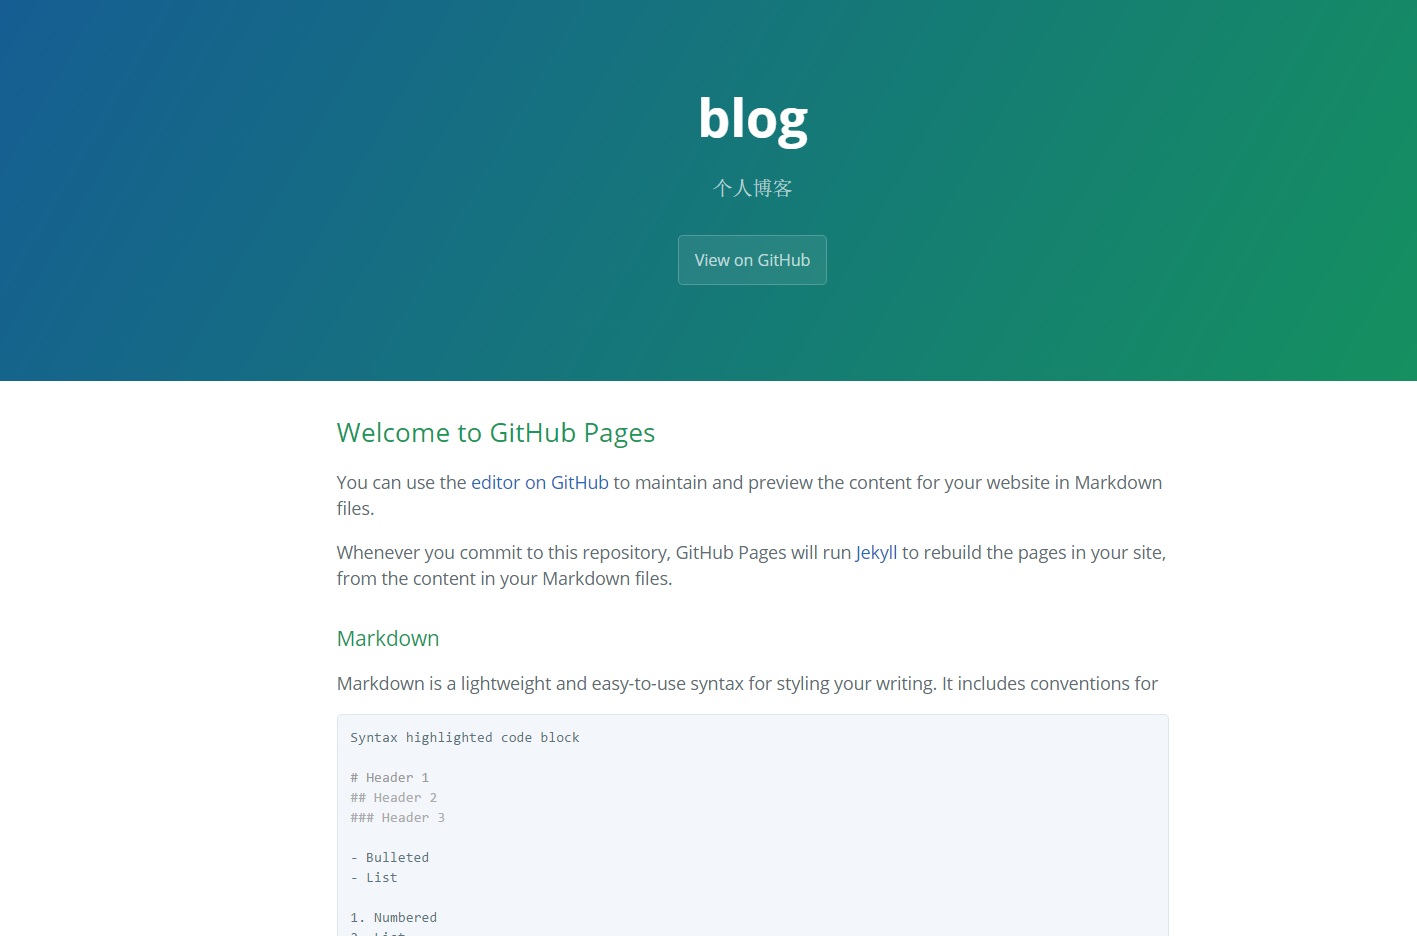 blog
个人博客
View on GitHub
Welcome to GitHub Pages
You can use the editor on GitHub to maintain and preview the content for your website in Markdown
files.
Whenever you commit to this repository, GitHub Pages will run Jekyll to rebuild the pages in your site,
from the content in your Markdown files.
Markdown
Markdown is a lightweight and easy-to-use syntax for styling your writing. It includes conventions for
Syntax highlighted code block
# Header 1
## Header 2
### Header 3
- Bulleted
- List
1. Numbered
2. List